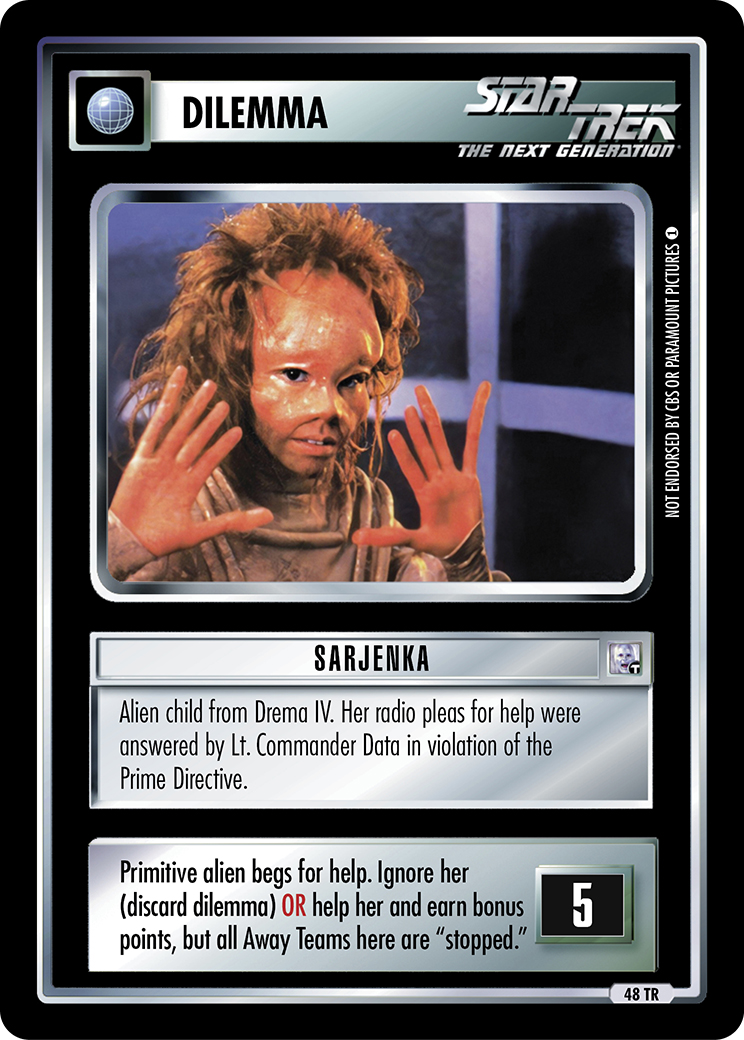 DILEMMA
STAR TREK
THE NEXT GENERATION
NOT ENDORSED BY CBS OR PARAMOUNT PICTURES 1
SARJENKA
T
Alien child from Drema IV. Her radio pleas for help were
answered by Lt. Commander Data in violation of the
Prime Directive.
Primitive alien begs for help. Ignore her
(discard dilemma) OR help her and earn bonus
points, but all Away Teams here are “stopped.”
5
48 TR